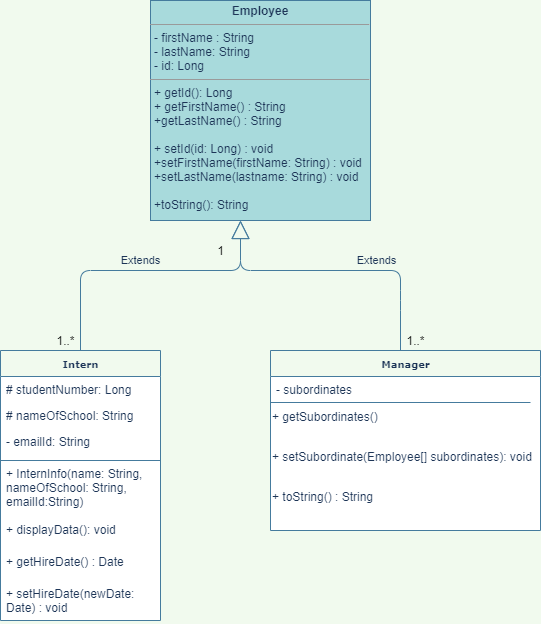 Employee
- firstName : String
- lastName: String
- id: Long
+ getId(): Long
+ getFirstName() : String
+getLastName() : String
+ setId(id: Long) : void
+setFirstName(firstName: String) : void
+setLastName(lastname: String) : void
+toString(): String
1
Extends
Extends
1..*
1..*
Intern
# studentNumber: Long
# nameOfSchool: String
- emailId: String
+ InternInfo(name: String,
nameOfSchool: String,
emailId:String)
+ displayData(): void
+ getHireDate() : Date
+ setHireDate(newDate:
Date) : void
Manager
- subordinates
+ getSubordinates()
+ setSubordinate(Employee[] subordinates): void
+ toString() : String